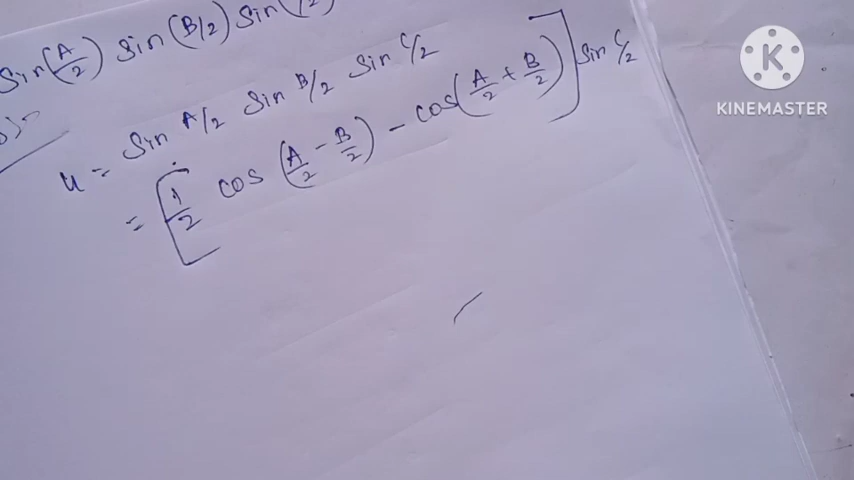 Sin(A/2) Sin(B/2) Sin(
u = Sin A/2 Sin B/2 Sin C/2
= [1/2 cos (A/2 - B/2) - cos(A/2 + B/2)] Sin C/2
KINEMASTER